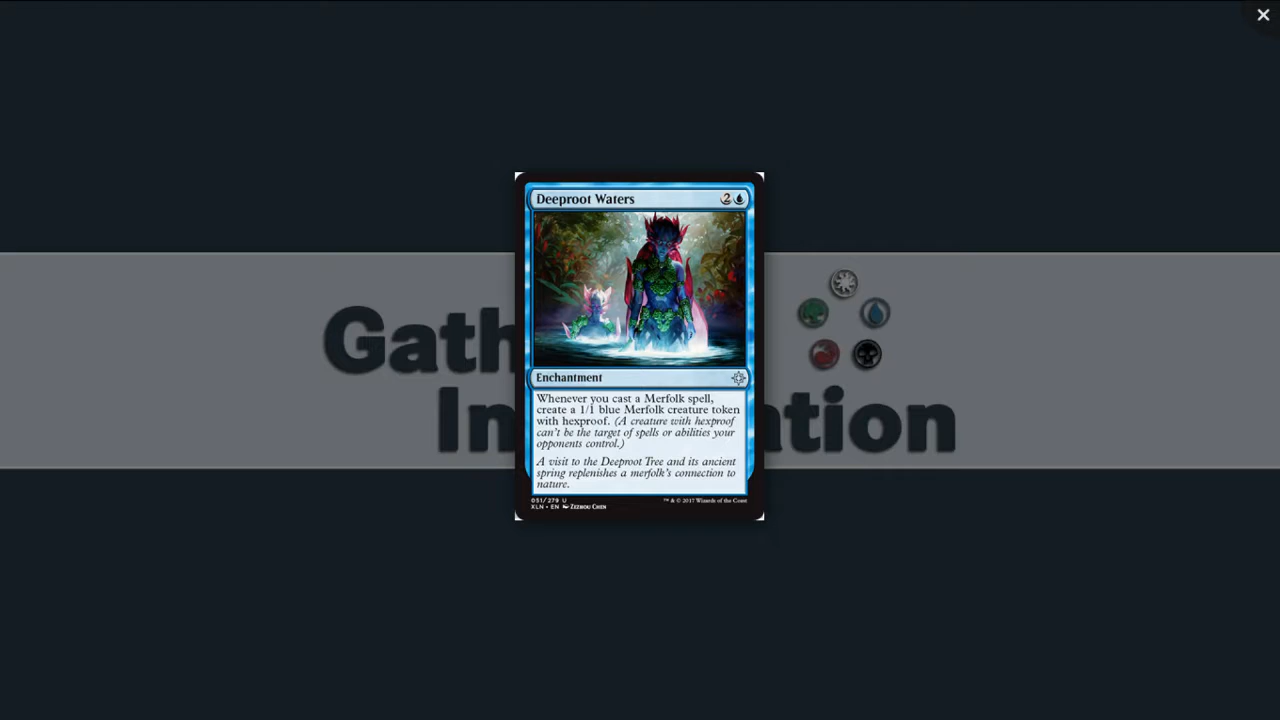 Deeproot Waters 2
Gath
In ation
Enchantment
Whenever you cast a Merfolk spell,
create a 1/1 blue Merfolk creature token
with hexproof. (A creature with hexproof
can't be the target of spells or abilities your
opponents control.)
A visit to the Deeproot Tree and its ancient
spring replenishes a merfolk's connection to
nature.
051/279 U
XLN • EN Zezhou Chen
™ & © 2017 Wizards of the Coast